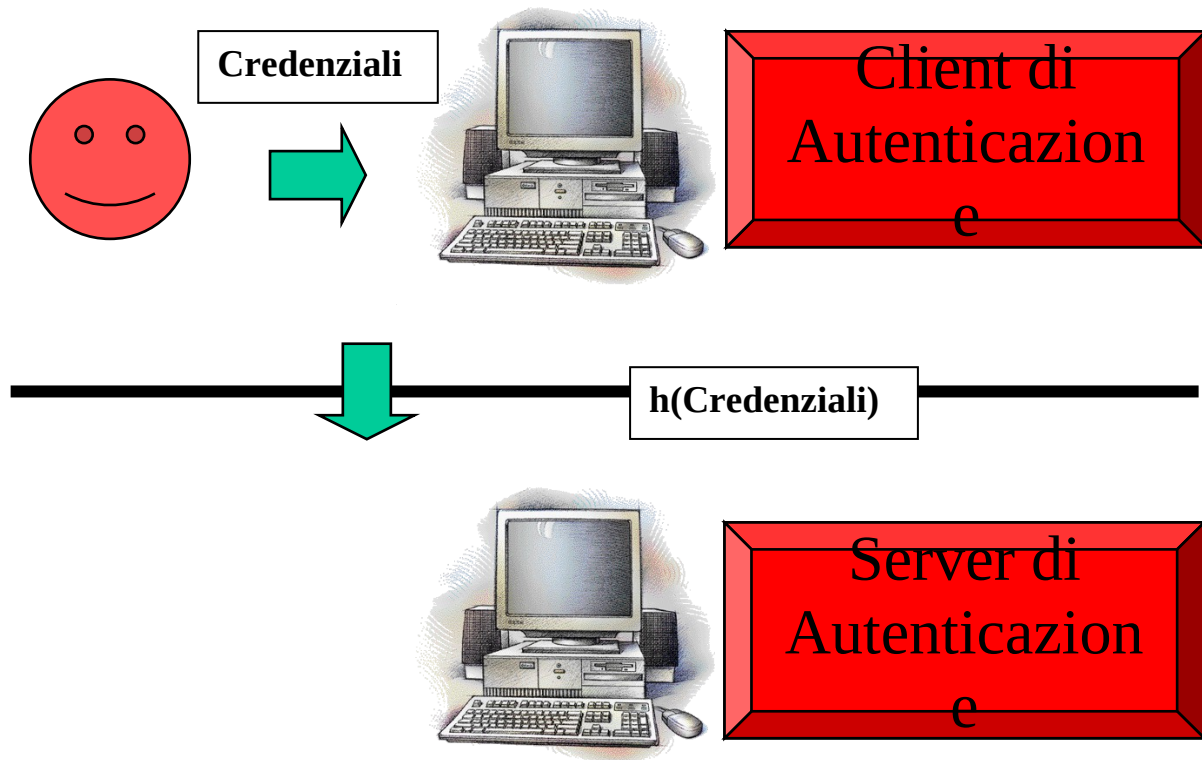 Credenziali
Client di
Autenticazion
e
h(Credenziali)
Server di
Autenticazion
e